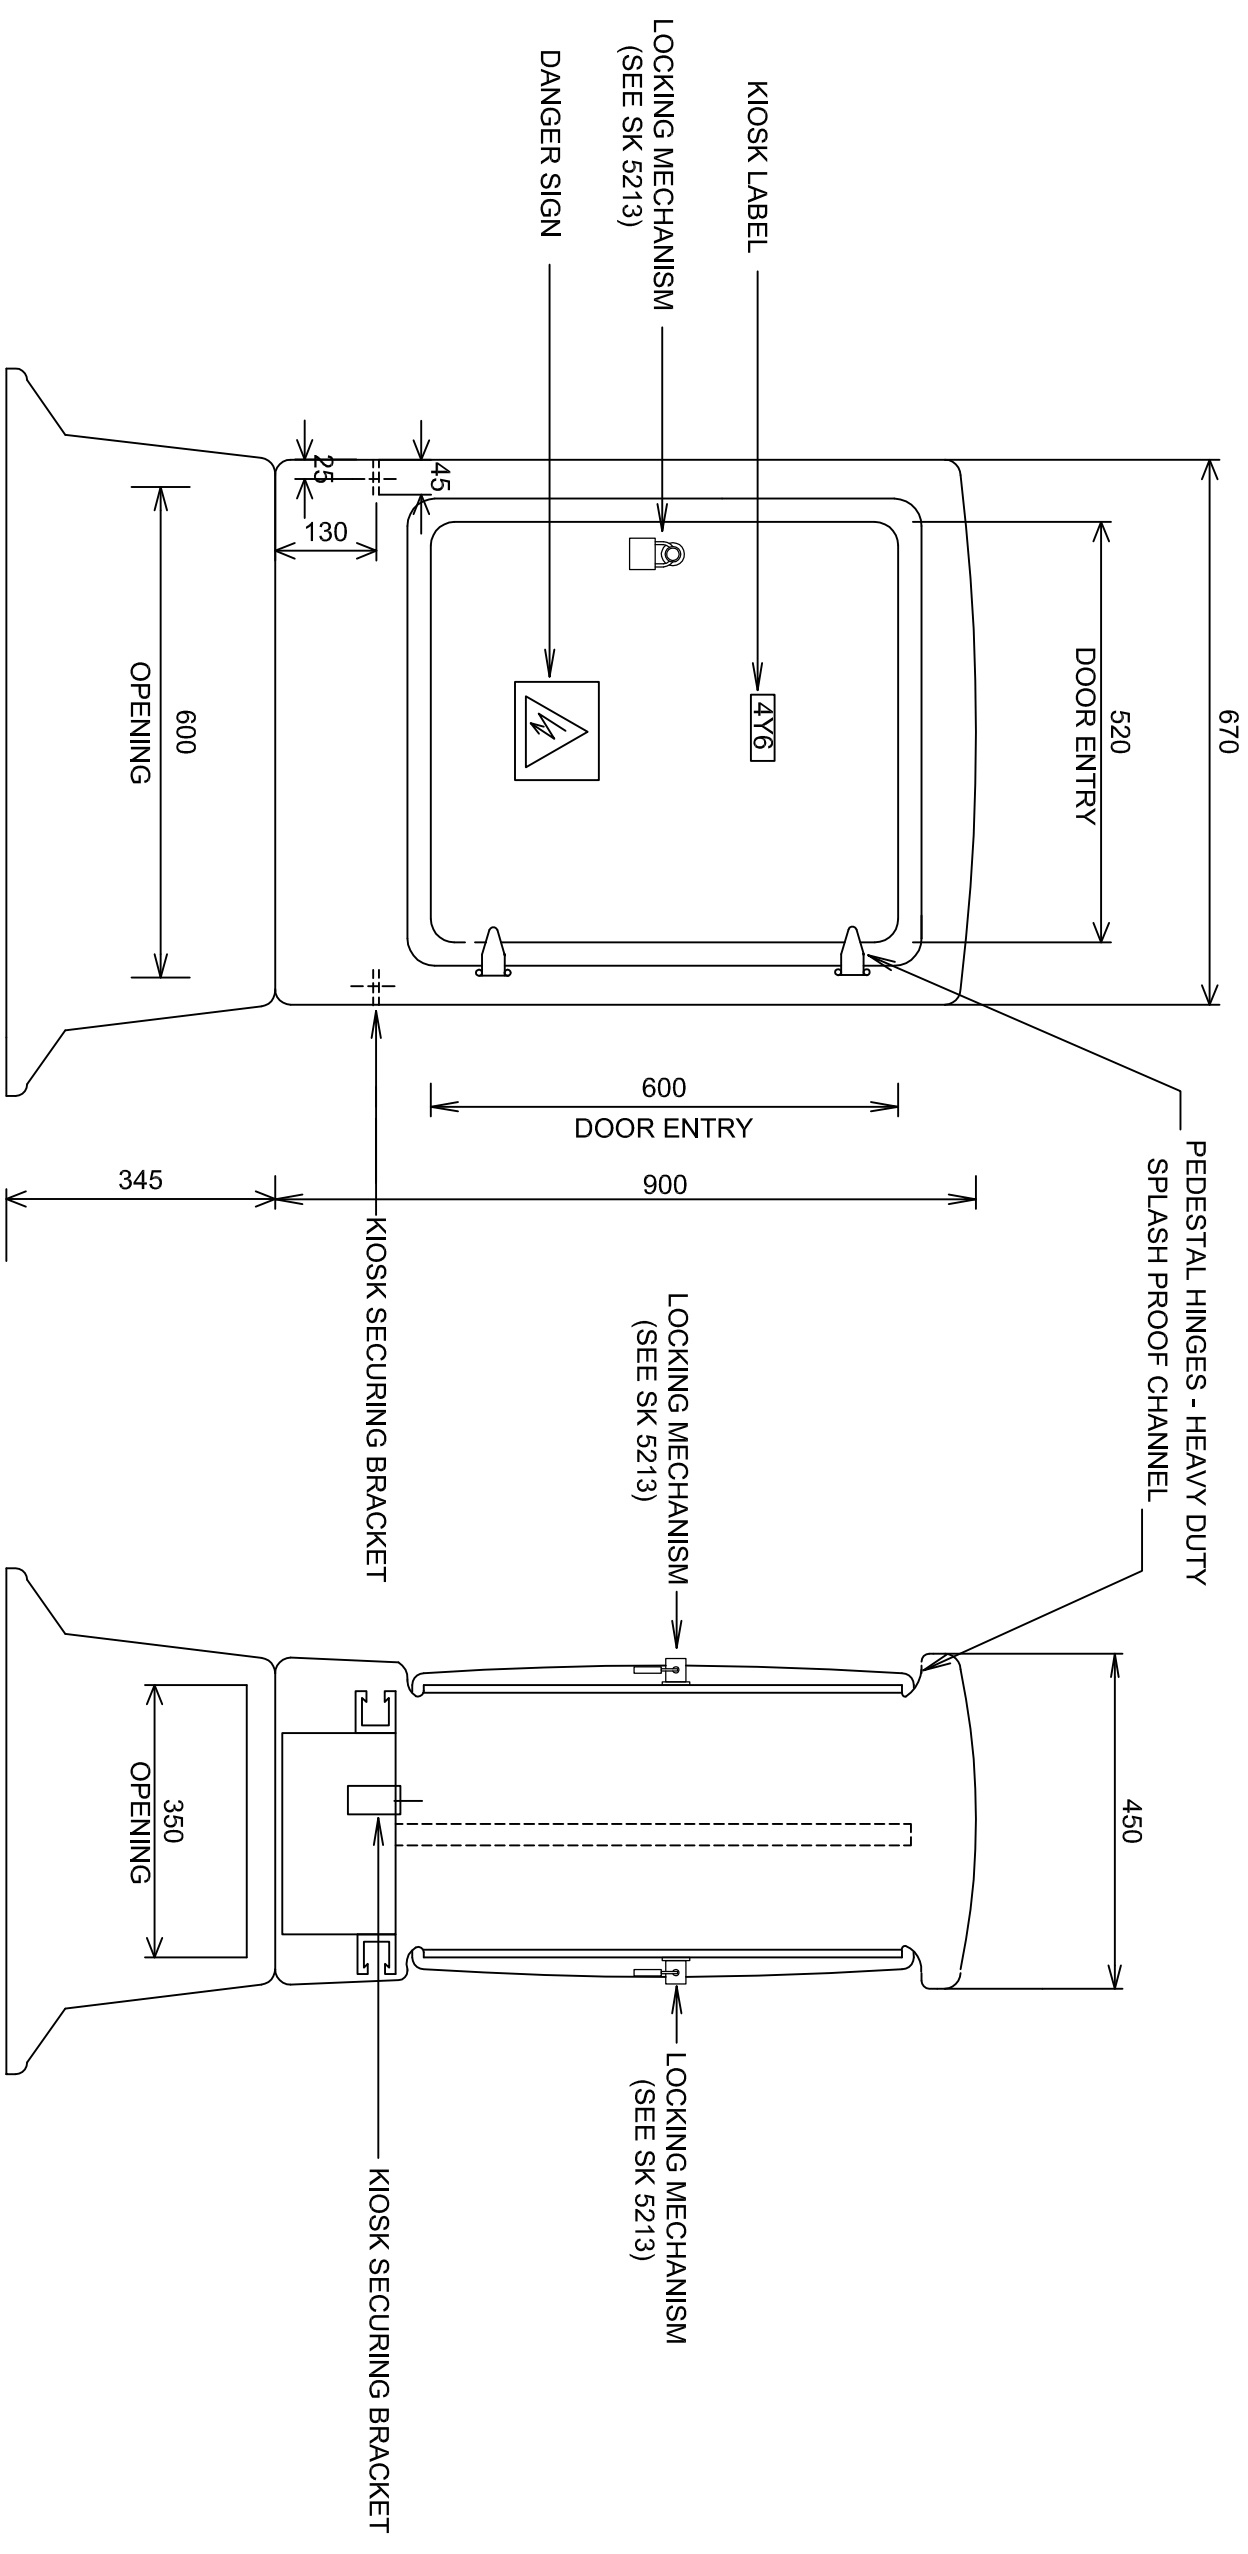 670
520
DOOR ENTRY
PEDESTAL HINGES - HEAVY DUTY
SPLASH PROOF CHANNEL
450
KIOSK LABEL
4Y6
LOCKING MECHANISM
(SEE SK 5213)
DANGER SIGN
600
DOOR ENTRY
900
345
LOCKING MECHANISM
(SEE SK 5213)
LOCKING MECHANISM
(SEE SK 5213)
45
25
130
KIOSK SECURING BRACKET
KIOSK SECURING BRACKET
600
OPENING
350
OPENING